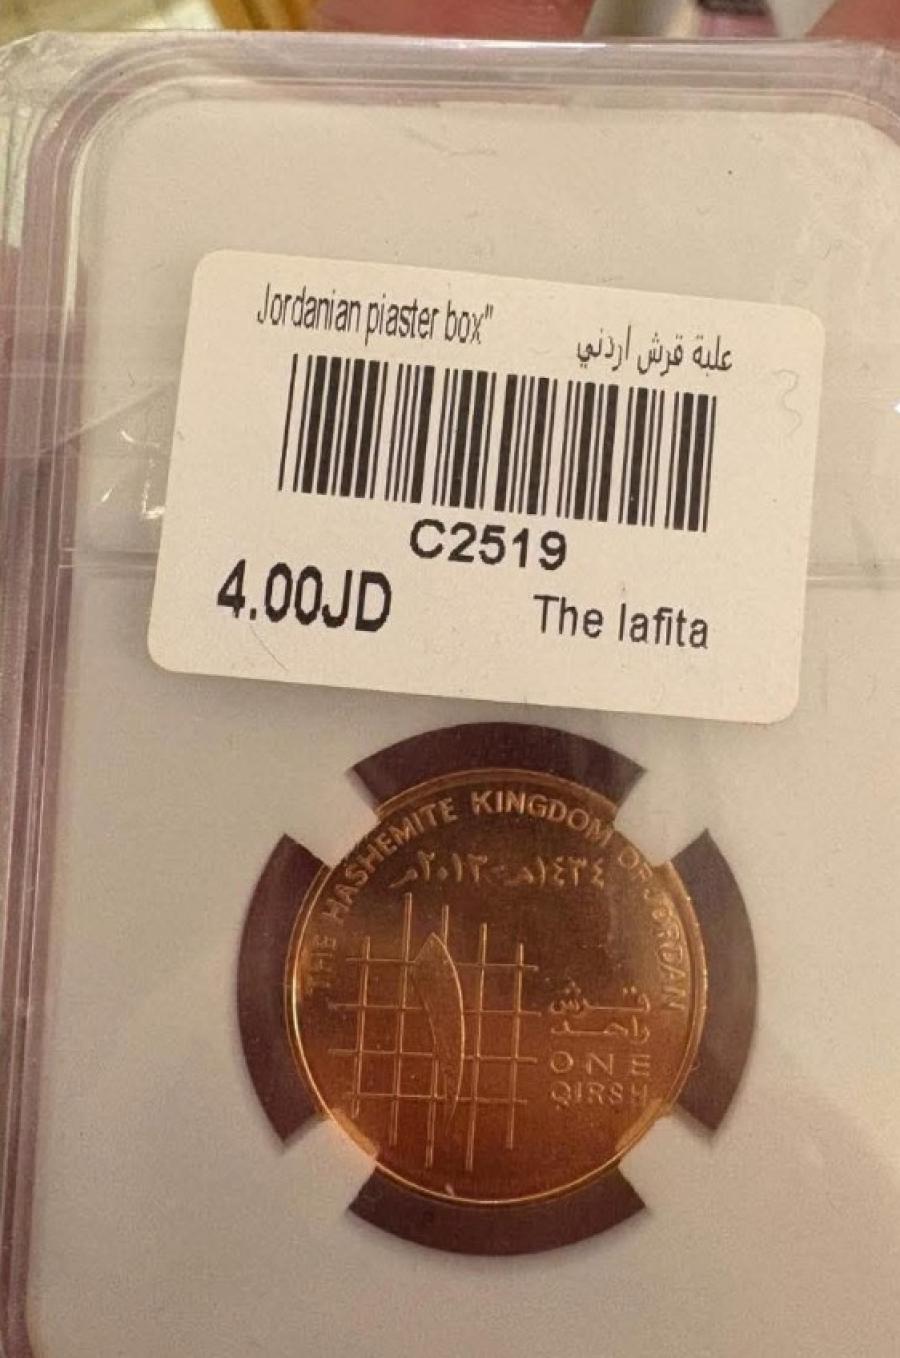 Jordanian piaster box"
علبة قرش اردني
C2519
4.00JD
The lafita
THE HASHEMITE KINGDOM OF JORDAN
١٤٣٤هـ - ٢٠١٣م
قرش
واحد
ONE
QIRSH